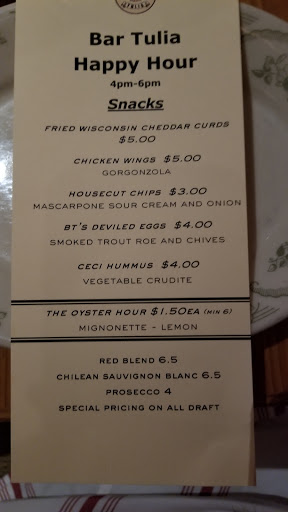 Bar Tulia
Happy Hour
4pm-6pm
Snacks
FRIED WISCONSIN CHEDDAR CURDS
$5.00
CHICKEN WINGS $5.00
GORGONZOLA
HOUSECUT CHIPS $3.00
MASCARPONE SOUR CREAM AND ONION
BT'S DEVILED EGGS $4.00
SMOKED TROUT ROE AND CHIVES
CECI HUMMUS $4.00
VEGETABLE CRUDITE
THE OYSTER HOUR $1.50EA (MIN 6)
MIGNONETTE - LEMON
RED BLEND 6.5
CHILEAN SAUVIGNON BLANC 6.5
PROSECCO 4
SPECIAL PRICING ON ALL DRAFT